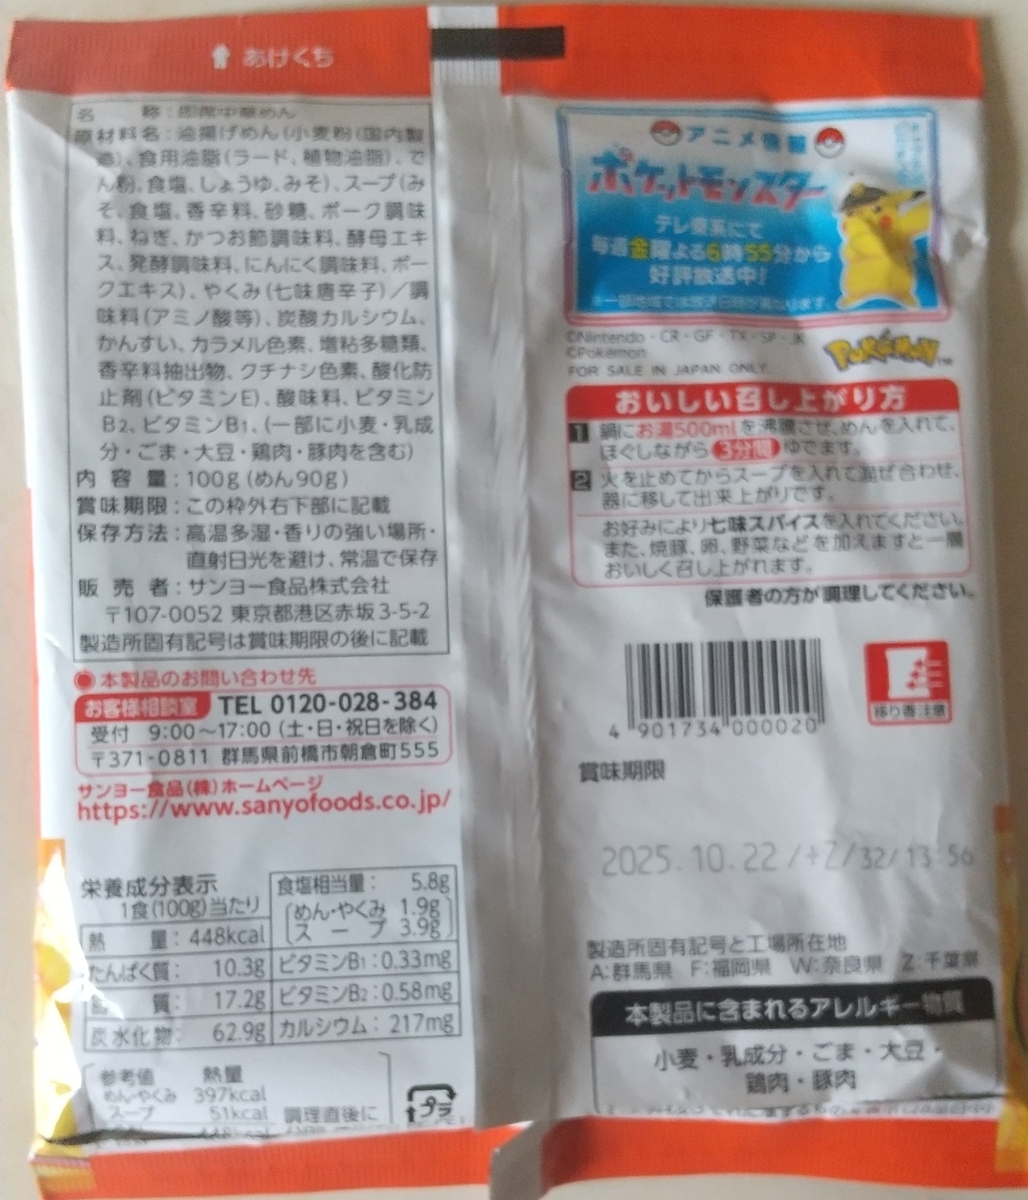 あけくち
名称：即席中華めん
原材料名：油揚げめん(小麦粉(国内製
造)、食用油脂(ラード、植物油脂)、で
ん粉、食塩、しょうゆ、みそ)、スープ(み
そ、食塩、香辛料、砂糖、ポーク調味
料、ねぎ、かつお節調味料、酵母エキ
ス、発酵調味料、にんにく調味料、ポー
クエキス)、やくみ(七味唐辛子)／調
味料(アミノ酸等)、炭酸カルシウム、
かんすい、カラメル色素、増粘多糖類、
香辛料抽出物、クチナシ色素、酸化防
止剤(ビタミンE)、酸味料、ビタミン
B2、ビタミンB1、(一部に小麦・乳成
分・ごま・大豆・鶏肉・豚肉を含む)
内容量：100g(めん90g)
賞味期限：この枠外右下部に記載
保存方法：高温多湿・香りの強い場所・
直射日光を避け、常温で保存
販売者：サンヨー食品株式会社
〒107-0052 東京都港区赤坂3-5-2
製造所固有記号は賞味期限の後に記載
●本製品のお問い合わせ先
お客様相談室 TEL 0120-028-384
受付 9:00～17:00(土・日・祝日を除く)
〒371-0811 群馬県前橋市朝倉町555
サンヨー食品(株)ホームページ
https://www.sanyofoods.co.jp/
栄養成分表示
1食(100g)当たり
熱量：448kcal
たんぱく質：10.3g
脂質：17.2g
炭水化物：62.9g
食塩相当量：5.8g
めん・やくみ 1.9g
スープ 3.9g
ビタミンB1：0.33mg
ビタミンB2：0.58mg
カルシウム：217mg
参考値 熱量
めん・やくみ 397kcal
スープ 51kcal 調理直後に
プラ
アニメ情報
ポケットモンスター
テレ東系にて
毎週金曜よる6時55分から
好評放送中!
※一部地域では放送日時が異なります
©Nintendo・CR・GF・TX・SP・JK
©Pokémon
POKÉMON™
FOR SALE IN JAPAN ONLY.
おいしい召し上がり方
1 鍋にお湯500mlを沸騰させ、めんを入れて、
ほぐしながら3分間ゆでます。
2 火を止めてからスープを入れて混ぜ合わせ、
器に移して出来上がりです。
お好みにより七味スパイスを入れてください。
また、焼豚、卵、野菜などを加えますと一層
おいしく召し上がれます。
保護者の方が調理してください。
4 901734 000020
移り香注意
賞味期限
2025.10.22/+Z/32/13:56
製造所固有記号と工場所在地
A:群馬県 F:福岡県 W:奈良県 Z:千葉県
本製品に含まれるアレルギー物質
小麦・乳成分・ごま・大豆・
鶏肉・豚肉